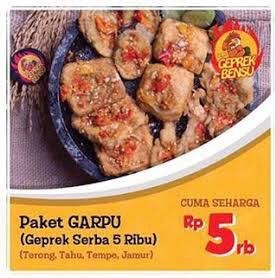 GEPREK
BENSU
Paket GARPU
(Geprek Serba 5 Ribu)
(Terong, Tahu, Tempe, Jamur)
CUMA SEHARGA
Rp 5rb